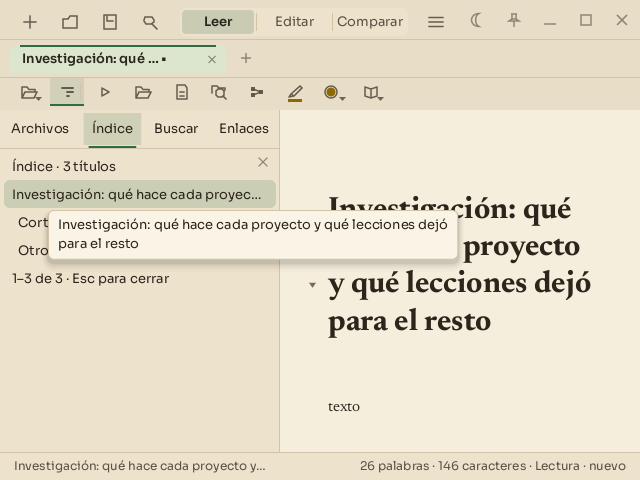 Leer
Editar
Comparar
Investigación: qué ... •
Archivos
Índice
Buscar
Enlaces
Índice · 3 títulos
Investigación: qué hace cada proyec...
Cort
Otro
1–3 de 3 · Esc para cerrar
Investigación: qué hace cada proyecto y qué lecciones dejó
para el resto
Investigación: qué
proyecto
y qué lecciones dejó
para el resto
texto
Investigación: qué hace cada proyecto y...
26 palabras · 146 caracteres · Lectura · nuevo